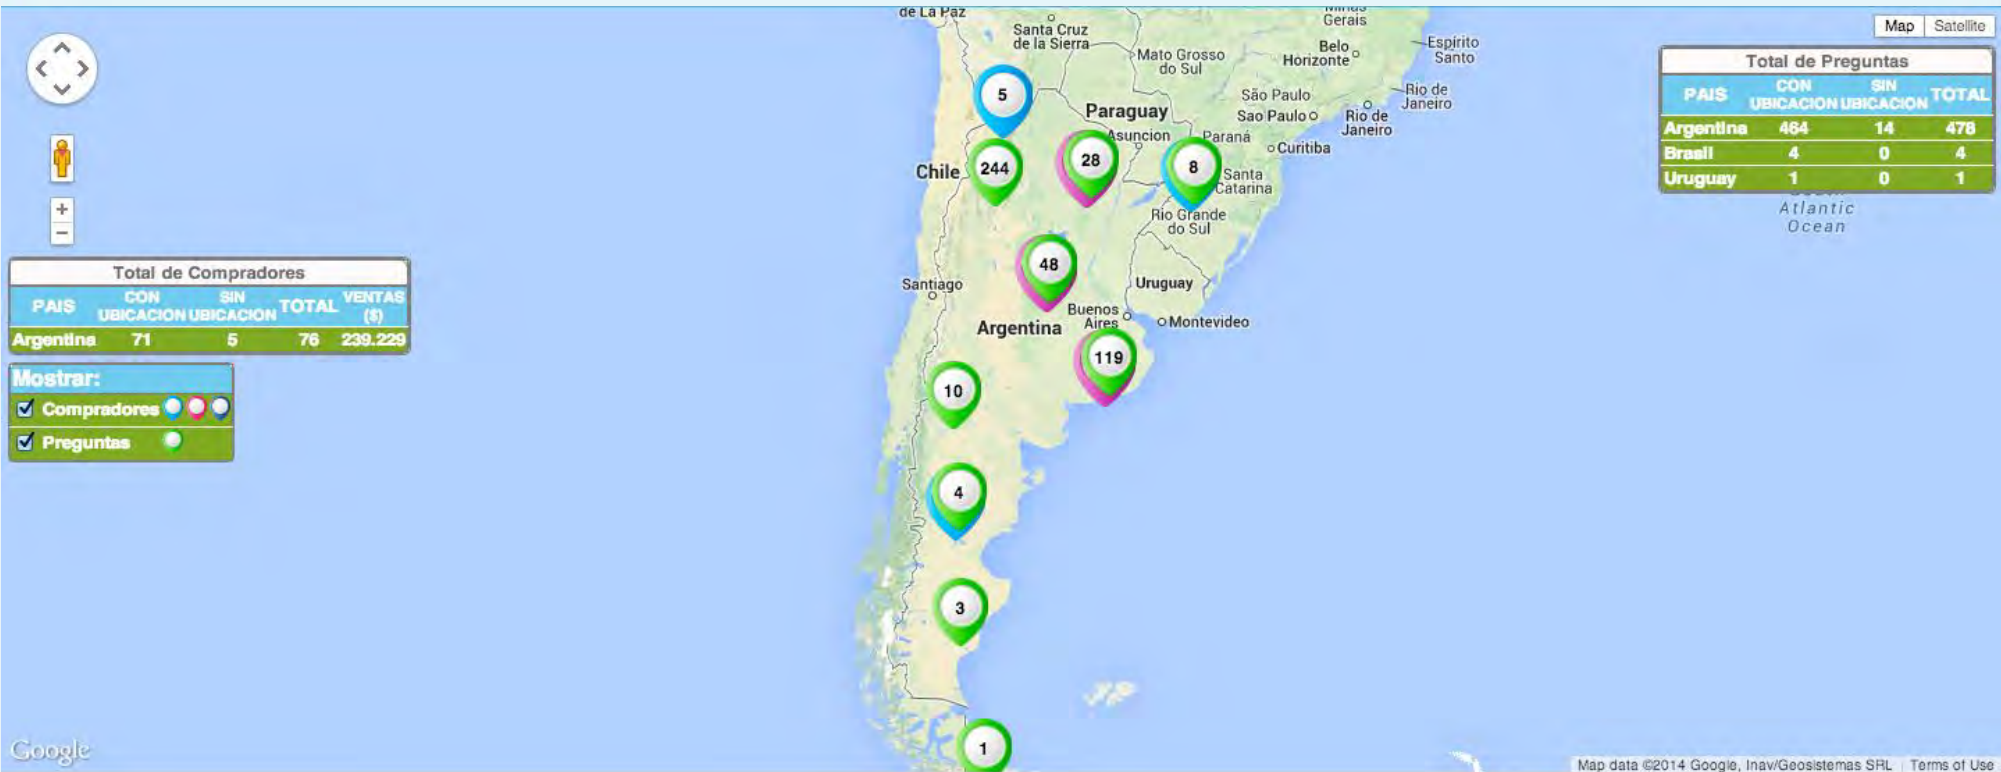 de La Paz
Santa Cruz
de la Sierra
Mato Grosso
do Sul
Minas
Gerais
Belo
Horizonte
Espírito
Santo
São Paulo
Sao Paulo
Rio de
Janeiro
Rio de
Janeiro
Paraguay
Asuncion
Paraná
Curitiba
Santa
Catarina
Rio Grande
do Sul
Chile
Santiago
Uruguay
Buenos
Aires
Montevideo
Argentina
Atlantic
Ocean
5
244
28
8
48
119
10
4
3
1
Map Satellite
Total de Preguntas
PAIS CON UBICACION SIN UBICACION TOTAL
Argentina 464 14 478
Brasil 4 0 4
Uruguay 1 0 1
Total de Compradores
PAIS CON UBICACION SIN UBICACION TOTAL VENTAS ($)
Argentina 71 5 76 239.229
Mostrar:
Compradores
Preguntas
+
−
Google
Map data ©2014 Google, Inav/Geosistemas SRL Terms of Use